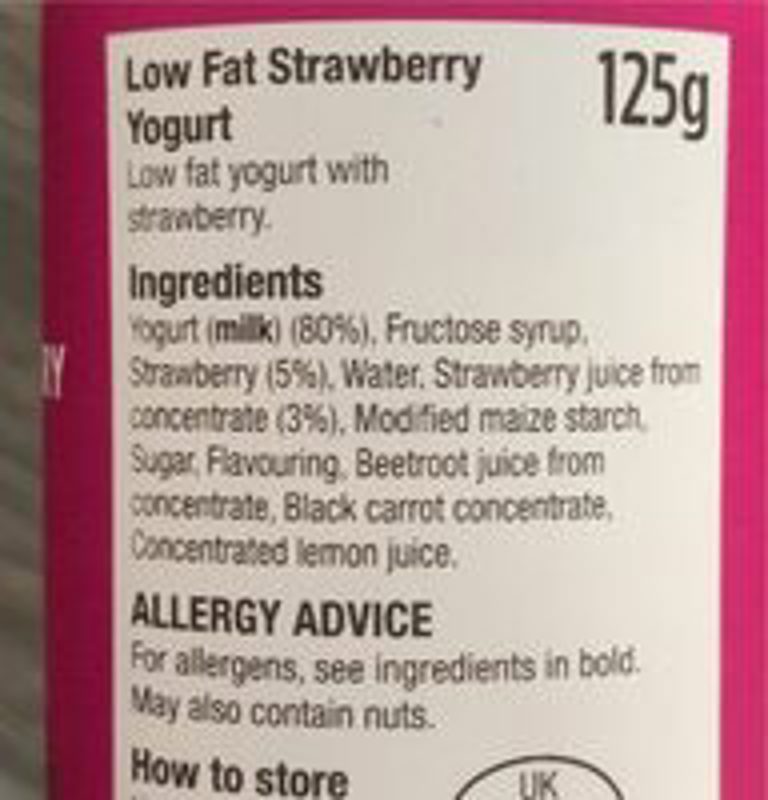 Low Fat Strawberry
Yogurt
125g
Low fat yogurt with
strawberry.
Ingredients
Yogurt (milk) (80%), Fructose syrup,
Strawberry (5%), Water, Strawberry juice from
concentrate (3%), Modified maize starch,
Sugar, Flavouring, Beetroot juice from
concentrate, Black carrot concentrate,
Concentrated lemon juice.
ALLERGY ADVICE
For allergens, see ingredients in bold.
May also contain nuts.
How to store
UK
RY